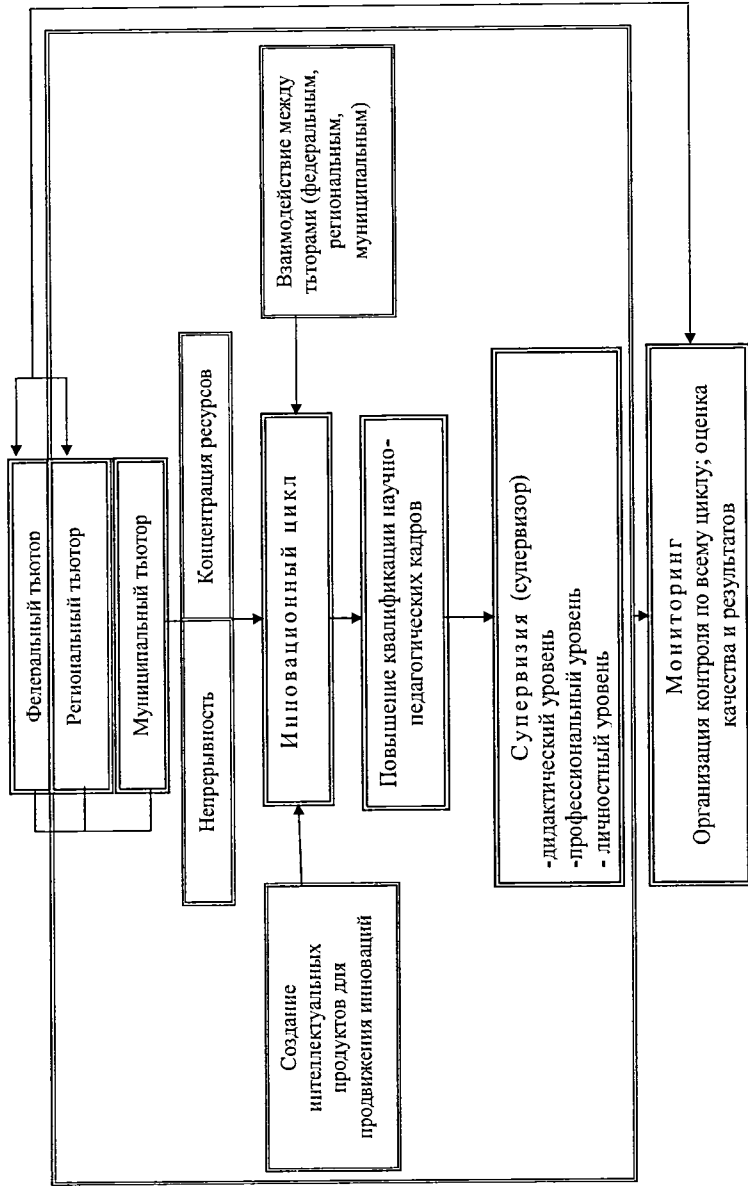 Федеральный тьютор
Региональный тьютор
Муниципальный тьютор
Непрерывность
Концентрация ресурсов
Создание
интеллектуальных
продуктов для
продвижения инноваций
Инновационный цикл
Взаимодействие между
тьторами (федеральным,
региональным,
муниципальным)
Повышение квалификации научно-
педагогических кадров
Супервизия (супервизор)
-дидактический уровень
-профессиональный уровень
- личностный уровень
Мониторинг
Организация контроля по всему циклу; оценка
качества и результатов